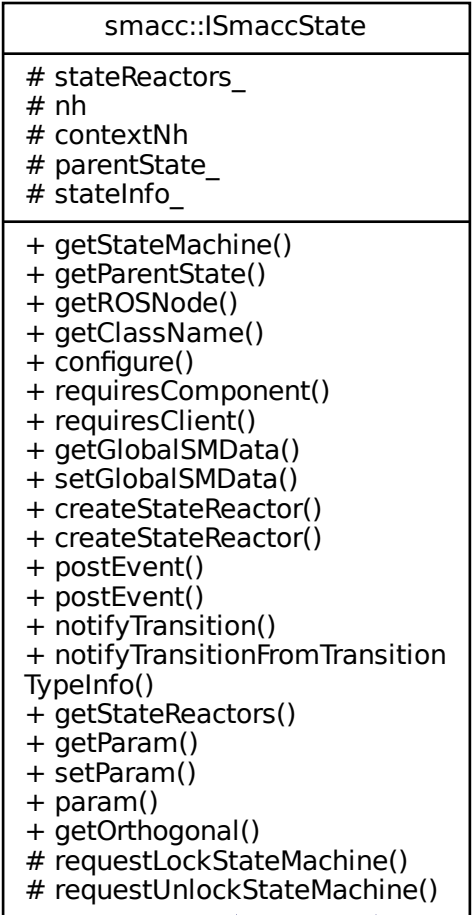 smacc::ISmaccState
# stateReactors_
# nh
# contextNh
# parentState_
# stateInfo_
+ getStateMachine()
+ getParentState()
+ getROSNode()
+ getClassName()
+ configure()
+ requiresComponent()
+ requiresClient()
+ getGlobalSMData()
+ setGlobalSMData()
+ createStateReactor()
+ createStateReactor()
+ postEvent()
+ postEvent()
+ notifyTransition()
+ notifyTransitionFromTransition
TypeInfo()
+ getStateReactors()
+ getParam()
+ setParam()
+ param()
+ getOrthogonal()
# requestLockStateMachine()
# requestUnlockStateMachine()